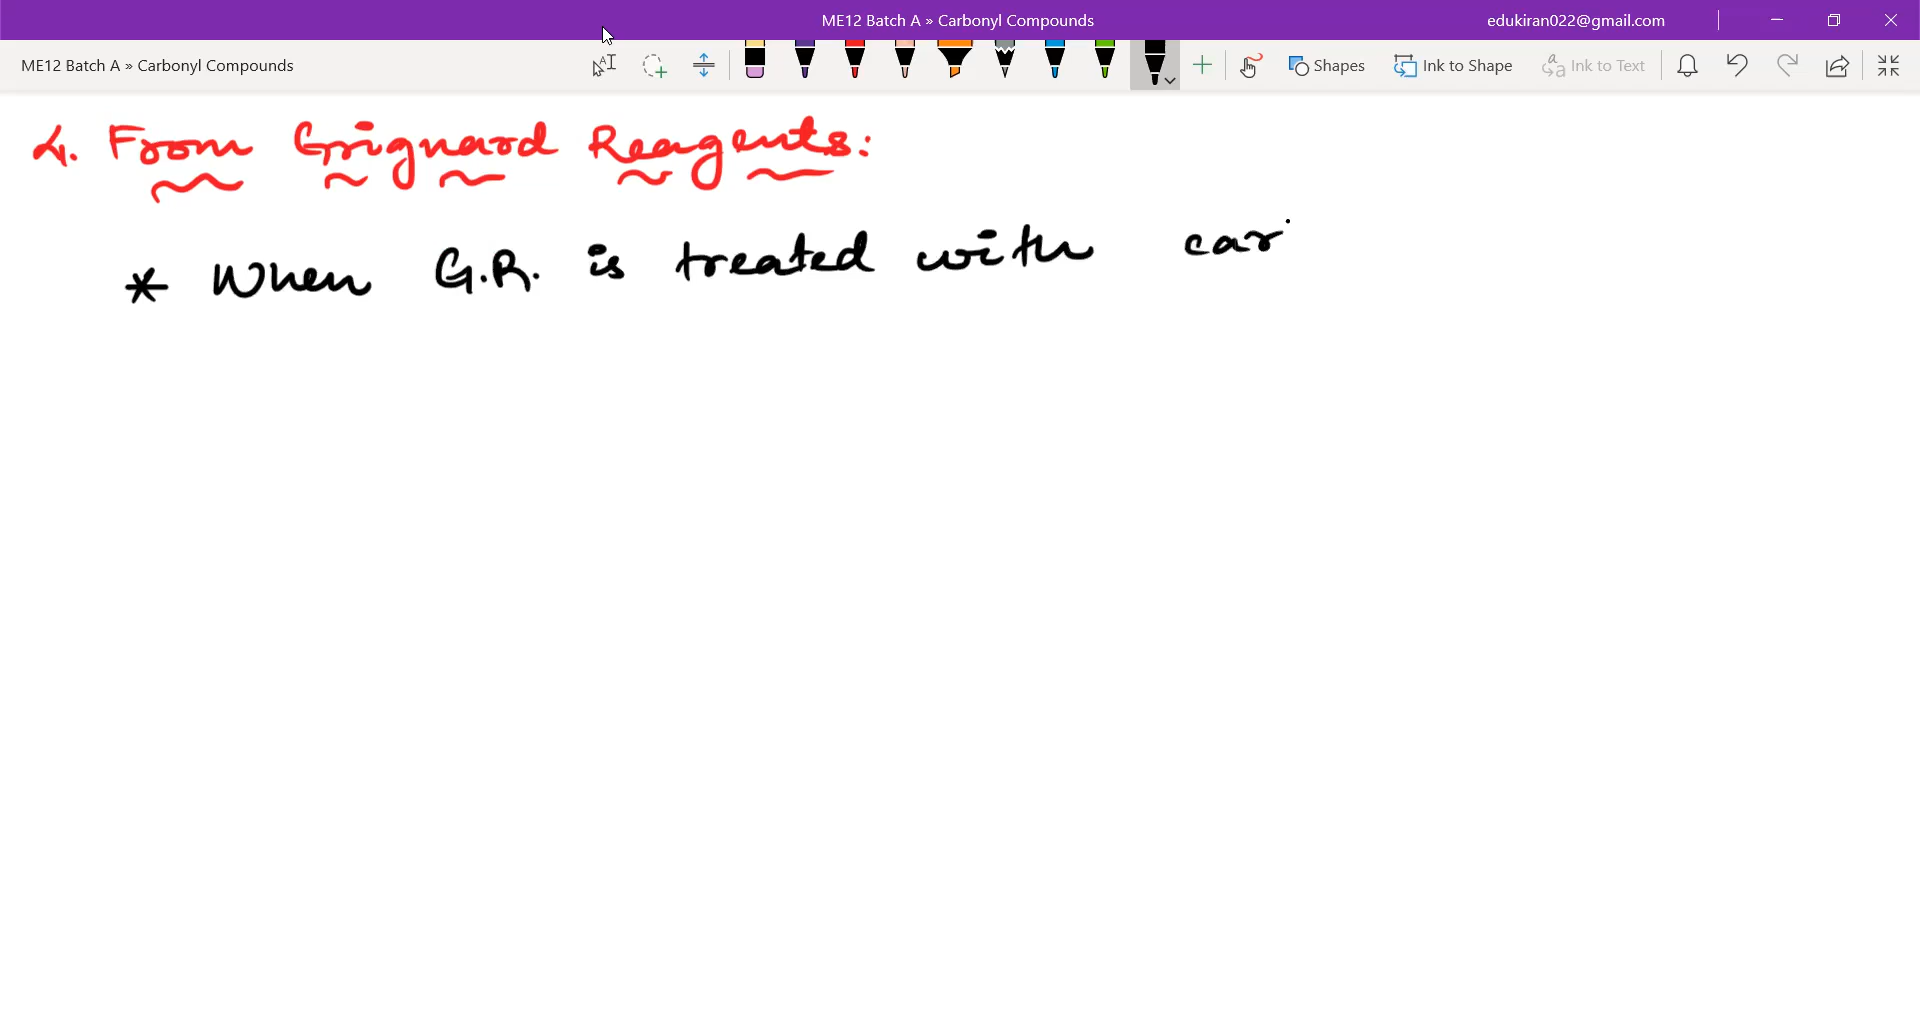 ME12 Batch A » Carbonyl Compounds
edukiran022@gmail.com
ME12 Batch A » Carbonyl Compounds
Shapes
Ink to Shape
Ink to Text
4. From Grignard Reagents:
* When G.R. is treated with car